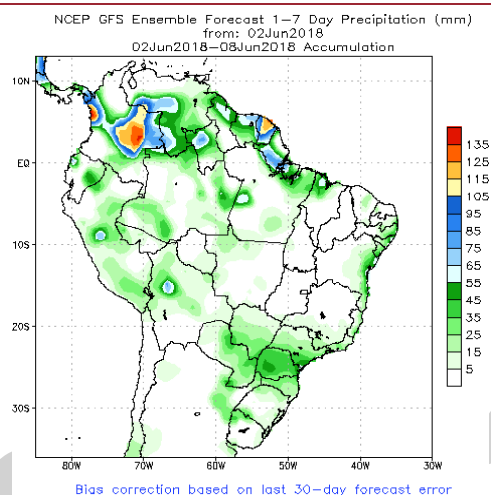 NCEP GFS Ensemble Forecast 1-7 Day Precipitation (mm)
from: 02Jun2018
02Jun2018-08Jun2018 Accumulation
10N
EQ
10S
20S
30S
80W 70W 60W 50W 40W 30W
135
125
115
105
95
85
75
65
55
45
35
25
15
5
Bias correction based on last 30-day forecast error